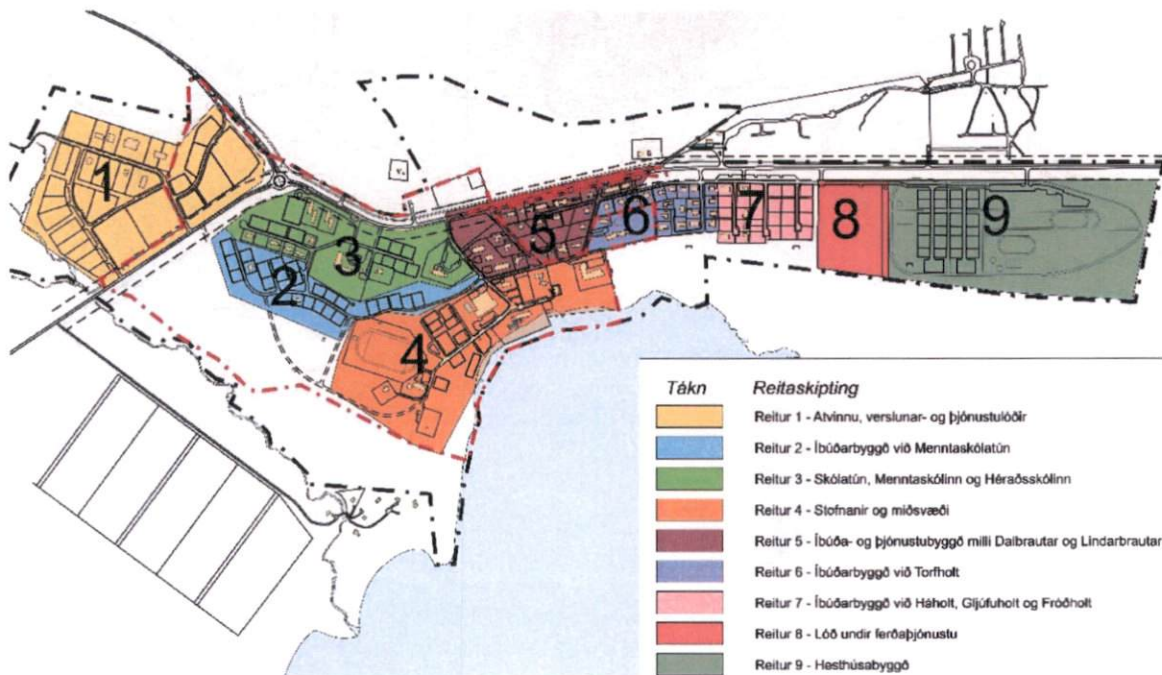 1
2
3
4
5
6
7
8
9
Tákn Reitaskipting
Reitur 1 - Atvinnu, verslunar- og þjónustulóðir
Reitur 2 - Íbúðarbyggð við Menntaskólatún
Reitur 3 - Skólatún, Menntaskólinn og Héraðsskólinn
Reitur 4 - Stofnanir og miðsvæði
Reitur 5 - Íbúða- og þjónustubyggð milli Dalbrautar og Lindarbrautar
Reitur 6 - Íbúðarbyggð við Torfholt
Reitur 7 - Íbúðarbyggð við Háholt, Gljúfuholt og Fróðholt
Reitur 8 - Lóð undir ferðaþjónustu
Reitur 9 - Hesthúsabyggð